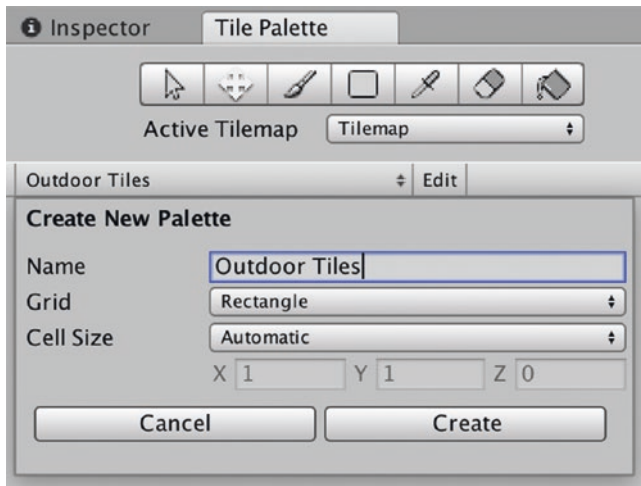 Inspector
Tile Palette
Active Tilemap
Tilemap
Outdoor Tiles
Edit
Create New Palette
Name
Outdoor Tiles
Grid
Rectangle
Cell Size
Automatic
X 1
Y 1
Z 0
Cancel
Create